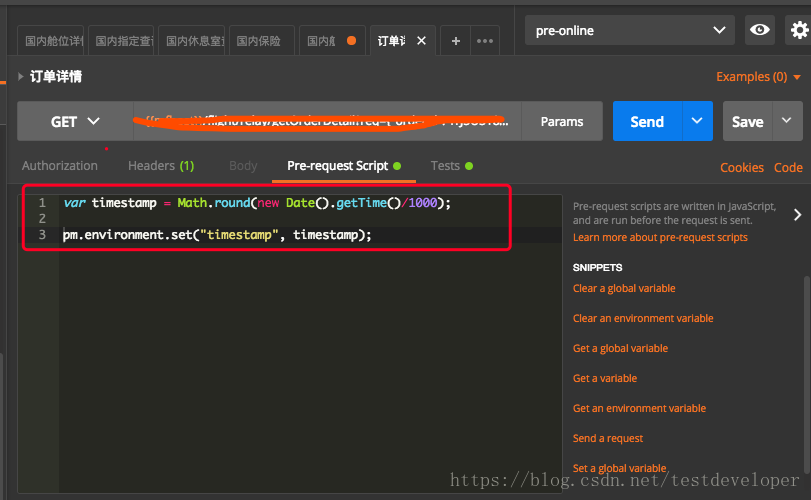 国内舱位详情 国内指定查 国内休息室查 国内保险 国内舱 订单详 × + •••
pre-online
订单详情
Examples (0)
GET
Params
Send
Save
Authorization Headers (1) Body Pre-request Script Tests
Cookies Code
1 var timestamp = Math.round(new Date().getTime()/1000);
2
3 pm.environment.set("timestamp", timestamp);
Pre-request scripts are written in JavaScript,
and are run before the request is sent.
Learn more about pre-request scripts
SNIPPETS
Clear a global variable
Clear an environment variable
Get a global variable
Get a variable
Get an environment variable
Send a request
Set a global variable
https://blog.csdn.net/testdeveloper